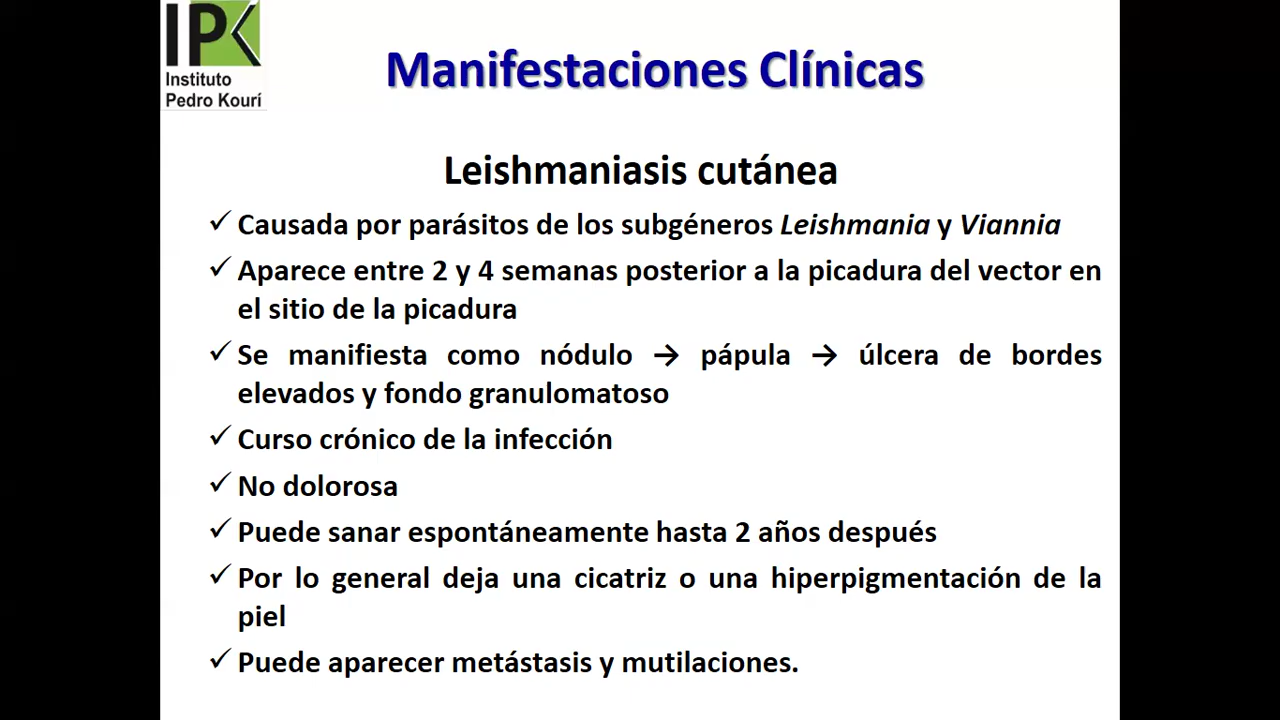 IPK
Instituto
Pedro Kourí
Manifestaciones Clínicas
Leishmaniasis cutánea
✓ Causada por parásitos de los subgéneros Leishmania y Viannia
✓ Aparece entre 2 y 4 semanas posterior a la picadura del vector en
el sitio de la picadura
✓ Se manifiesta como nódulo → pápula → úlcera de bordes
elevados y fondo granulomatoso
✓ Curso crónico de la infección
✓ No dolorosa
✓ Puede sanar espontáneamente hasta 2 años después
✓ Por lo general deja una cicatriz o una hiperpigmentación de la
piel
✓ Puede aparecer metástasis y mutilaciones.